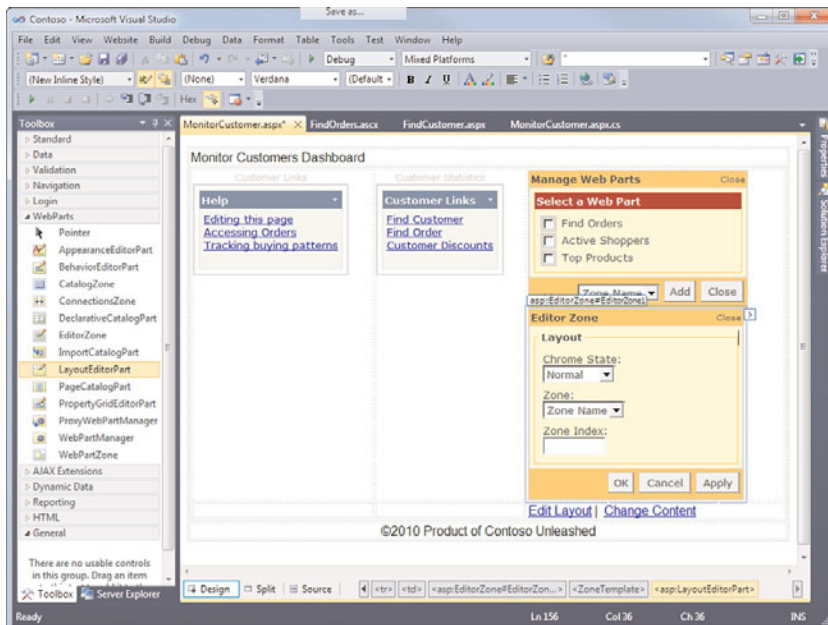 Save as...
Contoso - Microsoft Visual Studio
File Edit View Website Build Debug Data Format Table Tools Test Window Help
Debug Mixed Platforms
(New Inline Style) (None) Verdana (Default B I U A
Hex
Toolbox
MonitorCustomer.aspx* FindOrders.ascx FindCustomer.aspx MonitorCustomer.aspx.cs
Standard
Data
Validation
Navigation
Login
WebParts
Pointer
AppearanceEditorPart
BehaviorEditorPart
CatalogZone
ConnectionsZone
DeclarativeCatalogPart
EditorZone
ImportCatalogPart
LayoutEditorPart
PageCatalogPart
PropertyGridEditorPart
ProxyWebPartManager
WebPartManager
WebPartZone
AJAX Extensions
Dynamic Data
Reporting
HTML
General
There are no usable controls
in this group. Drag an item
Toolbox Server Explorer
Monitor Customers Dashboard
Customer Links
Help
Editing this page
Accessing Orders
Tracking buying patterns
Customer Statistics
Customer Links
Find Customer
Find Order
Customer Discounts
Manage Web Parts Close
Select a Web Part
Find Orders
Active Shoppers
Top Products
Zone Name Add Close
asp:EditorZone#EditorZone1
Editor Zone Close
Layout
Chrome State:
Normal
Zone:
Zone Name
Zone Index:
OK Cancel Apply
Edit Layout | Change Content
©2010 Product of Contoso Unleashed
Properties
Solution Explorer
Design Split Source <tr> <td> <asp:EditorZone#EditorZon...> <ZoneTemplate> <asp:LayoutEditorPart>
Ready Ln 156 Col 36 Ch 36 INS